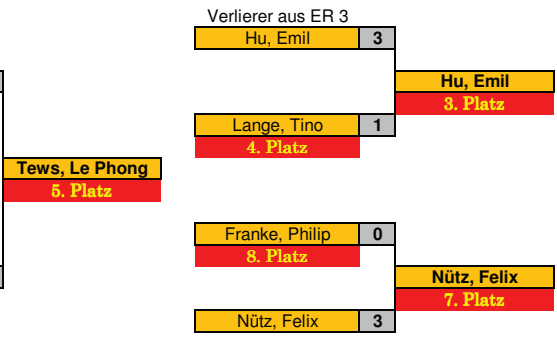 Verlierer aus ER 3
Hu, Emil 3
Hu, Emil
3. Platz
Lange, Tino 1
4. Platz
Tews, Le Phong
5. Platz
Franke, Philip 0
8. Platz
Nütz, Felix
7. Platz
Nütz, Felix 3